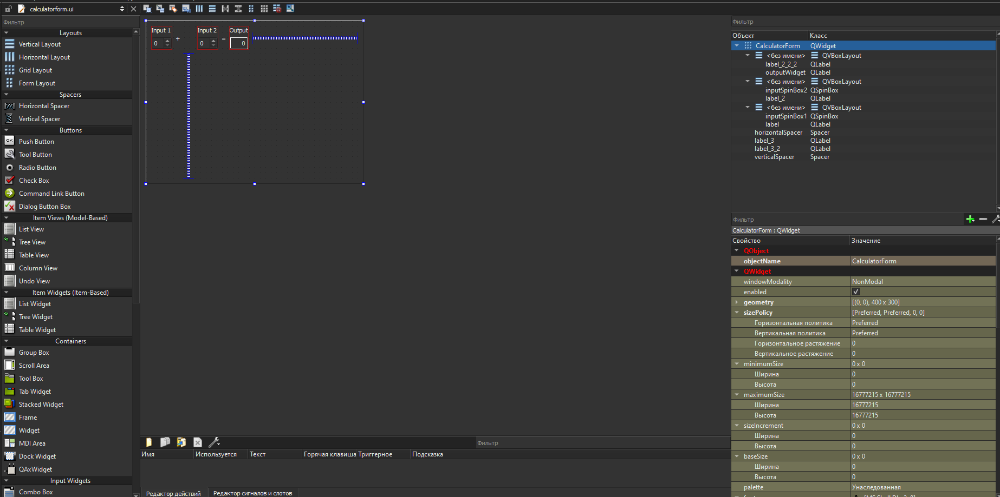 calculatorform.ui
Фильтр
Layouts
Vertical Layout
Horizontal Layout
Grid Layout
Form Layout
Spacers
Horizontal Spacer
Vertical Spacer
Buttons
OK
Push Button
Tool Button
Radio Button
Check Box
Command Link Button
Dialog Button Box
Item Views (Model-Based)
List View
Tree View
Table View
Column View
Undo View
Item Widgets (Item-Based)
List Widget
Tree Widget
Table Widget
Containers
Group Box
Scroll Area
Tool Box
Tab Widget
Stacked Widget
Frame
Widget
MDI Area
Dock Widget
QAxWidget
Input Widgets
Combo Box
Input 1 Input 2 Output
0 + 0 = 0
Фильтр
Имя Используется Текст Горячая клавиша Триггерное Подсказка
Редактор действий Редактор сигналов и слотов
Фильтр
Объект Класс
CalculatorForm QWidget
<без имени> QVBoxLayout
label_2_2_2 QLabel
outputWidget QLabel
<без имени> QVBoxLayout
inputSpinBox2 QSpinBox
label_2 QLabel
<без имени> QVBoxLayout
inputSpinBox1 QSpinBox
label QLabel
horizontalSpacer Spacer
label_3 QLabel
label_3_2 QLabel
verticalSpacer Spacer
Фильтр
CalculatorForm : QWidget
Свойство Значение
QObject
objectName CalculatorForm
QWidget
windowModality NonModal
enabled
geometry [(0, 0), 400 x 300]
sizePolicy [Preferred, Preferred, 0, 0]
Горизонтальная политика Preferred
Вертикальная политика Preferred
Горизонтальное растяжение 0
Вертикальное растяжение 0
minimumSize 0 x 0
Ширина 0
Высота 0
maximumSize 16777215 x 16777215
Ширина 16777215
Высота 16777215
sizeIncrement 0 x 0
Ширина 0
Высота 0
baseSize 0 x 0
Ширина 0
Высота 0
palette Унаследованная